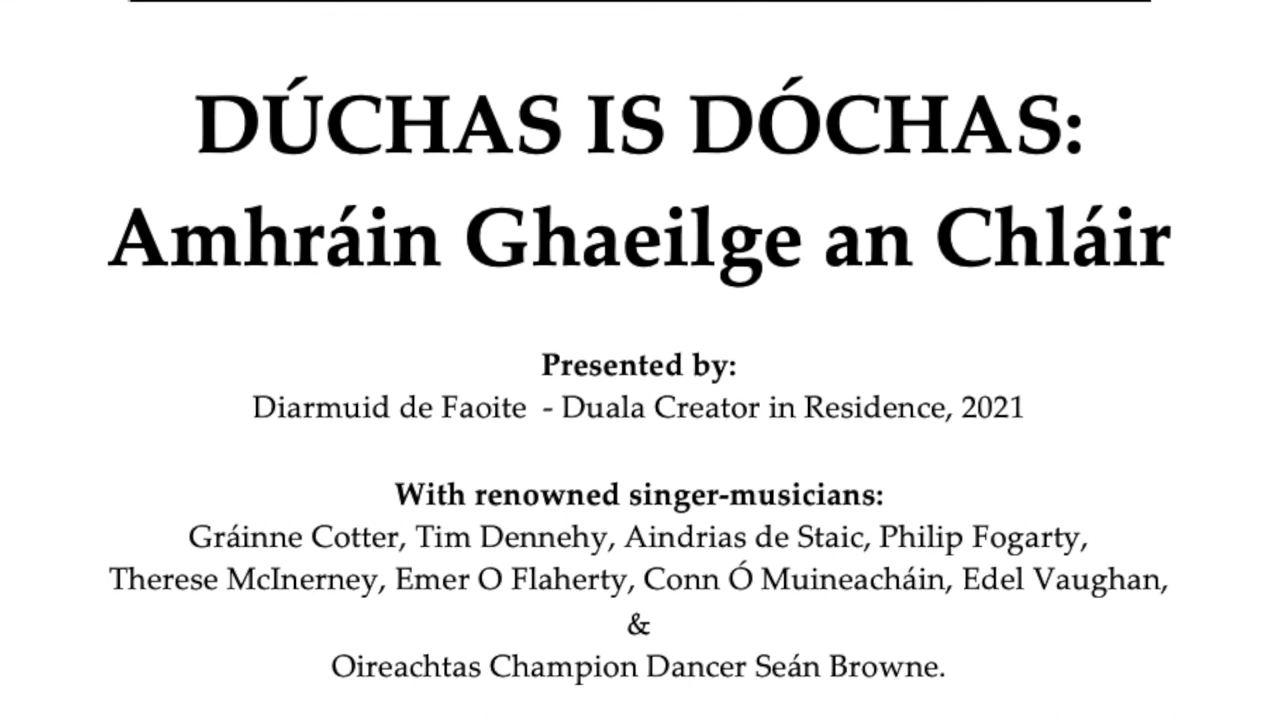 DÚCHAS IS DÓCHAS:
Amhráin Ghaeilge an Chláir
Presented by:
Diarmuid de Faoite - Duala Creator in Residence, 2021
With renowned singer-musicians:
Gráinne Cotter, Tim Dennehy, Aindrias de Staic, Philip Fogarty,
Therese McInerney, Emer O Flaherty, Conn Ó Muineacháin, Edel Vaughan,
&
Oireachtas Champion Dancer Seán Browne.